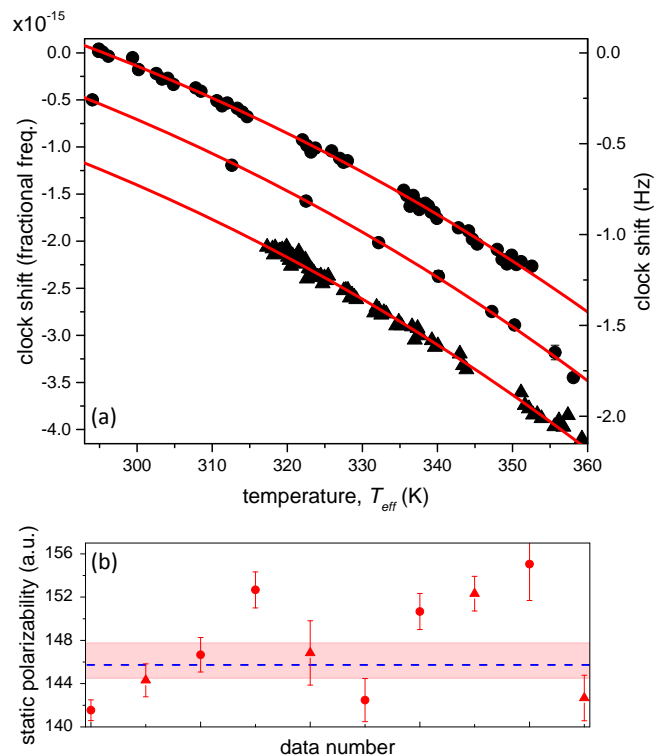 x10^-15
0.0
-0.5
-1.0
-1.5
-2.0
-2.5
-3.0
-3.5
-4.0
clock shift (fractional freq.)
(a)
0.0
-0.5
-1.0
-1.5
-2.0
clock shift (Hz)
300 310 320 330 340 350 360
temperature, T_eff (K)
(b)
156
152
148
144
140
static polarizability (a.u.)
data number